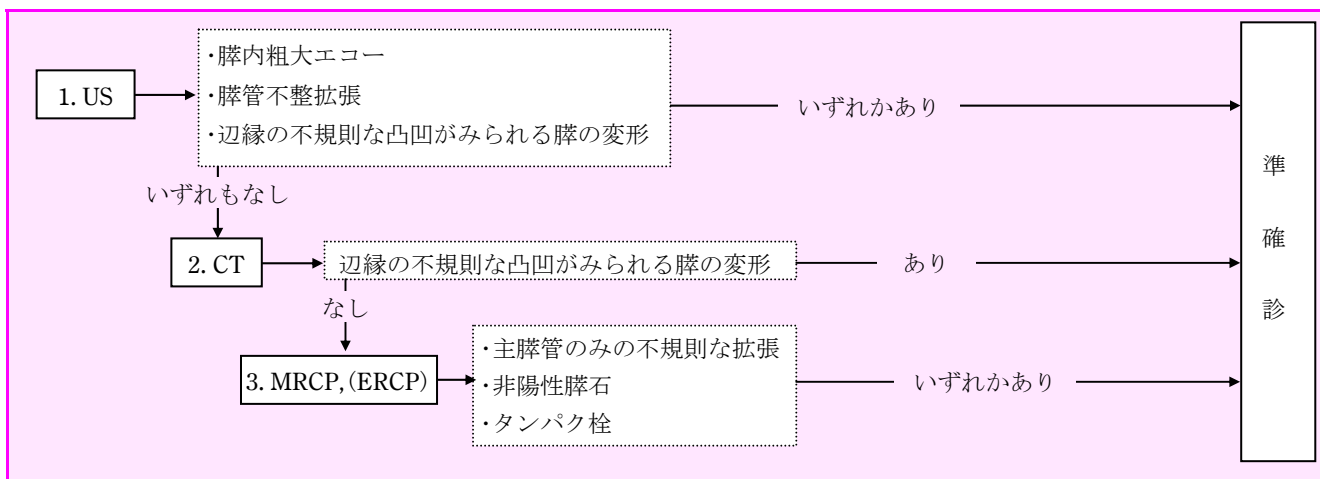 1. US
・膵内粗大エコー
・膵管不整拡張
・辺縁の不規則な凸凹がみられる膵の変形
いずれかあり
いずれもなし
2. CT
辺縁の不規則な凸凹がみられる膵の変形
あり
なし
3. MRCP, (ERCP)
・主膵管のみの不規則な拡張
・非陽性膵石
・タンパク栓
いずれかあり
準確診